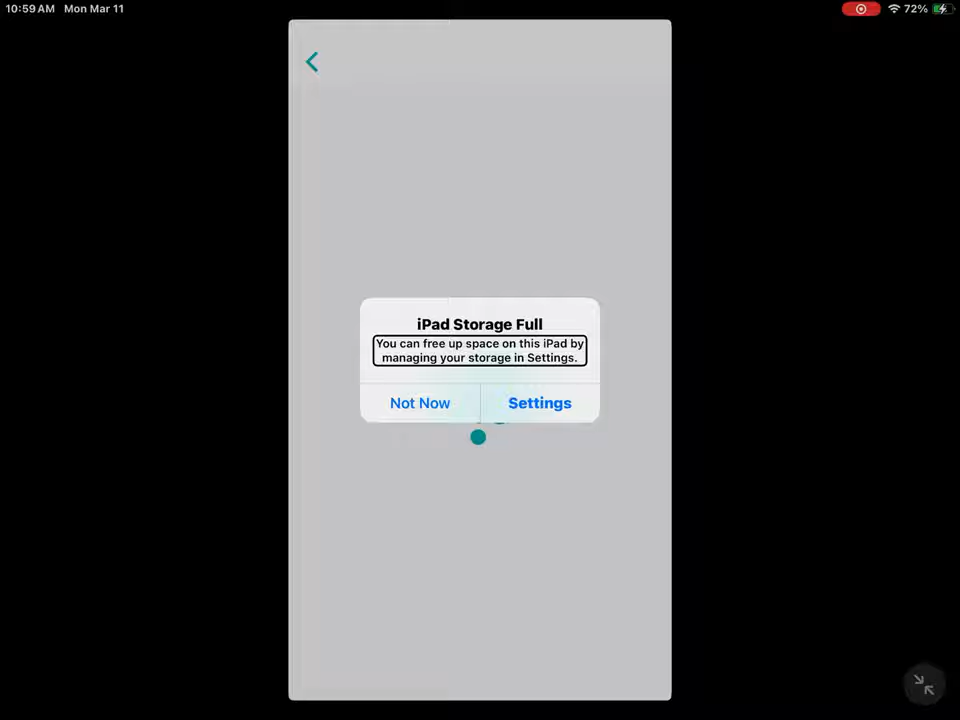 10:59 AM Mon Mar 11
72%
iPad Storage Full
You can free up space on this iPad by
managing your storage in Settings.
Not Now
Settings